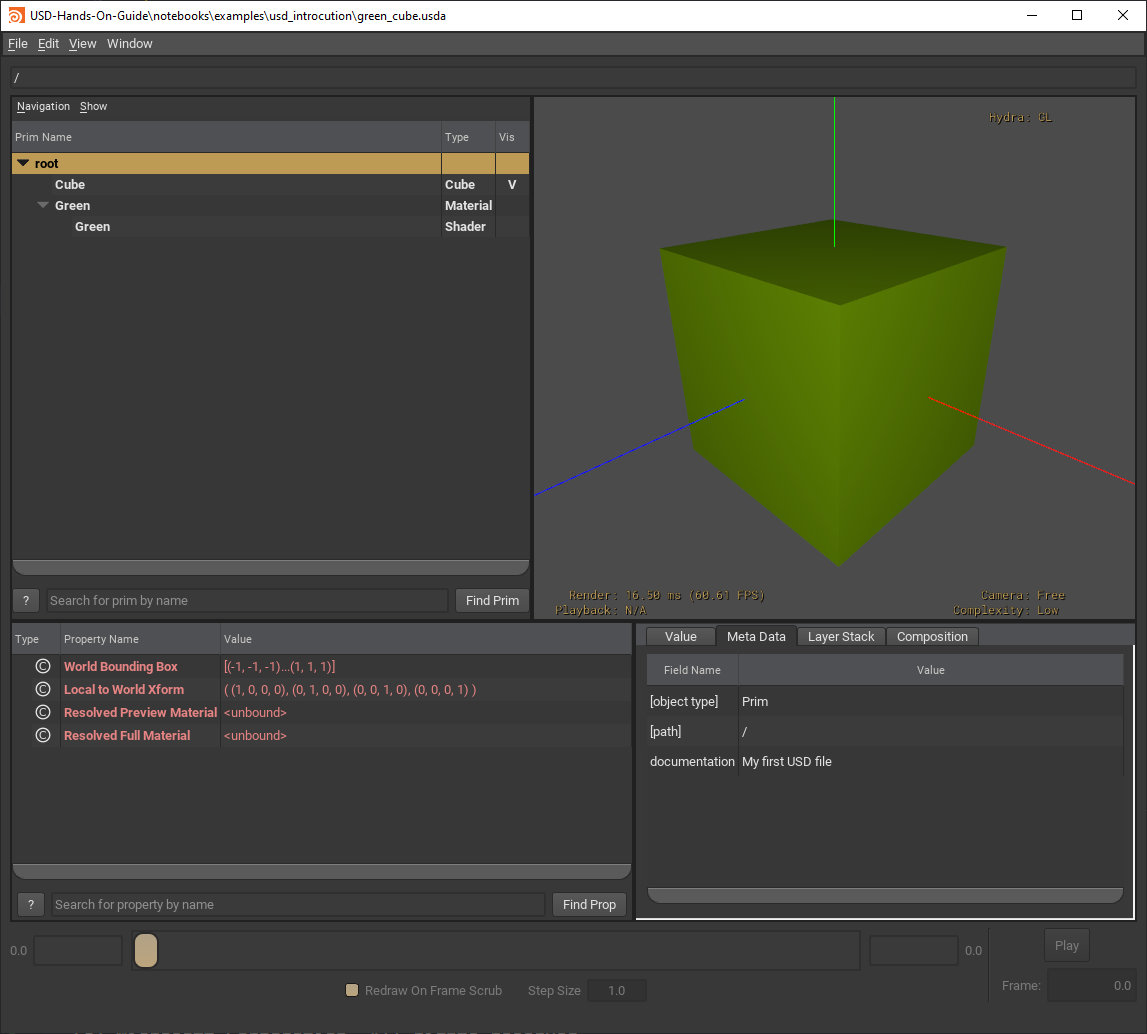 USD-Hands-On-Guide\notebooks\examples\usd_introcution\green_cube.usda
File Edit View Window
/
Navigation Show
Prim Name Type Vis
root
Cube Cube V
Green Material
Green Shader
? Search for prim by name Find Prim
Hydra: GL
Render: 16.50 ms (60.61 FPS)
Playback: N/A
Camera: Free
Complexity: Low
Type Property Name Value
© World Bounding Box [(-1, -1, -1)...(1, 1, 1)]
© Local to World Xform ( (1, 0, 0, 0), (0, 1, 0, 0), (0, 0, 1, 0), (0, 0, 0, 1) )
© Resolved Preview Material <unbound>
© Resolved Full Material <unbound>
? Search for property by name Find Prop
Value Meta Data Layer Stack Composition
Field Name Value
[object type] Prim
[path] /
documentation My first USD file
0.0 0.0 Play
Redraw On Frame Scrub Step Size 1.0 Frame: 0.0